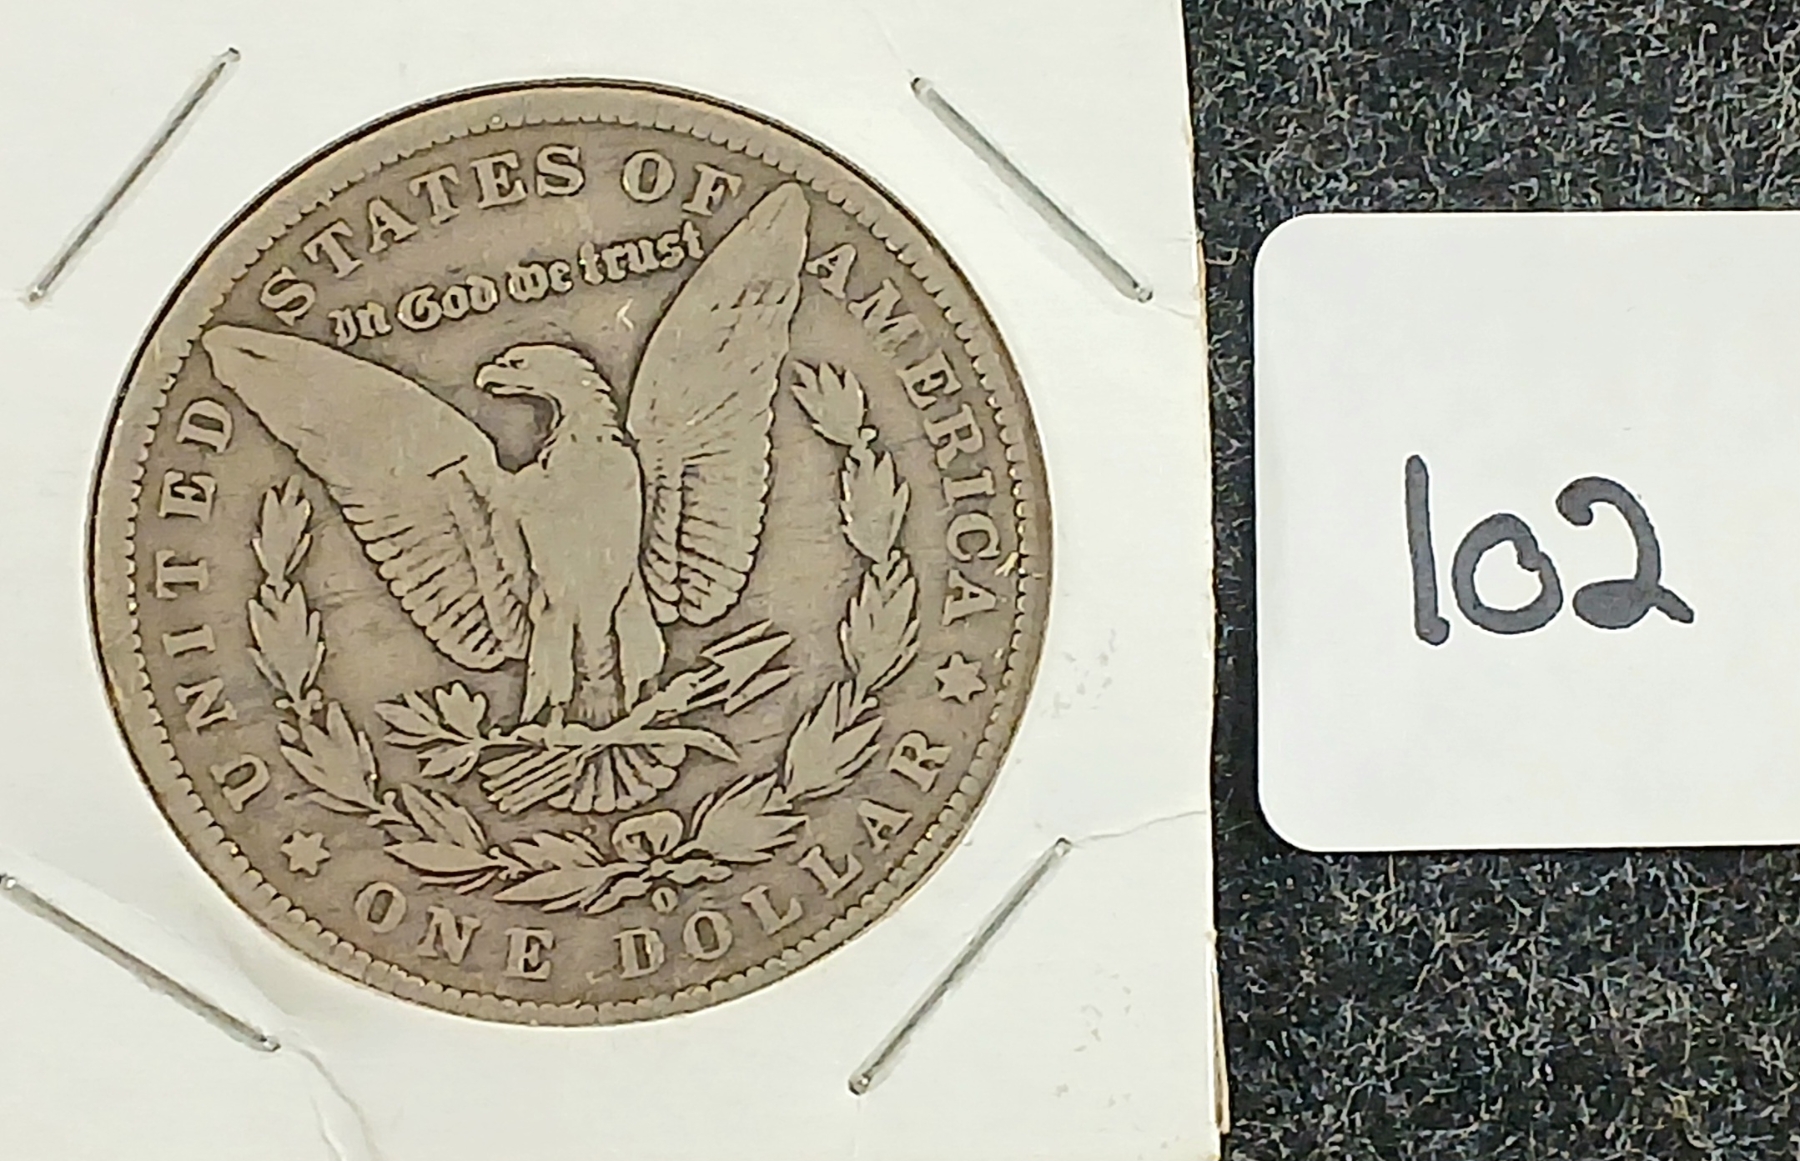 UNITED STATES OF AMERICA
In God we trust
O
ONE DOLLAR
102